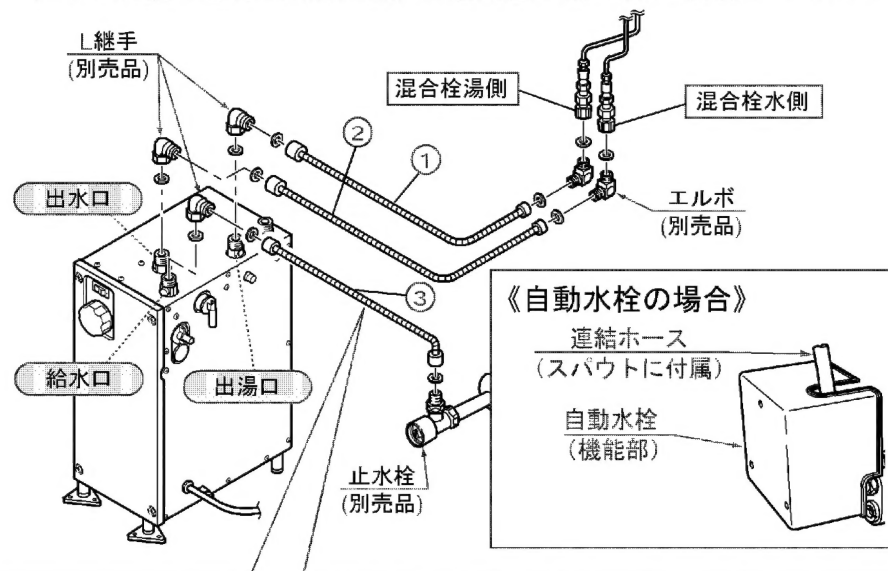 L継手
(別売品)
混合栓湯側
混合栓水側
②
①
出水口
エルボ
(別売品)
③
《自動水栓の場合》
連結ホース
(スパウトに付属)
給水口
出湯口
自動水栓
(機能部)
止水栓
(別売品)